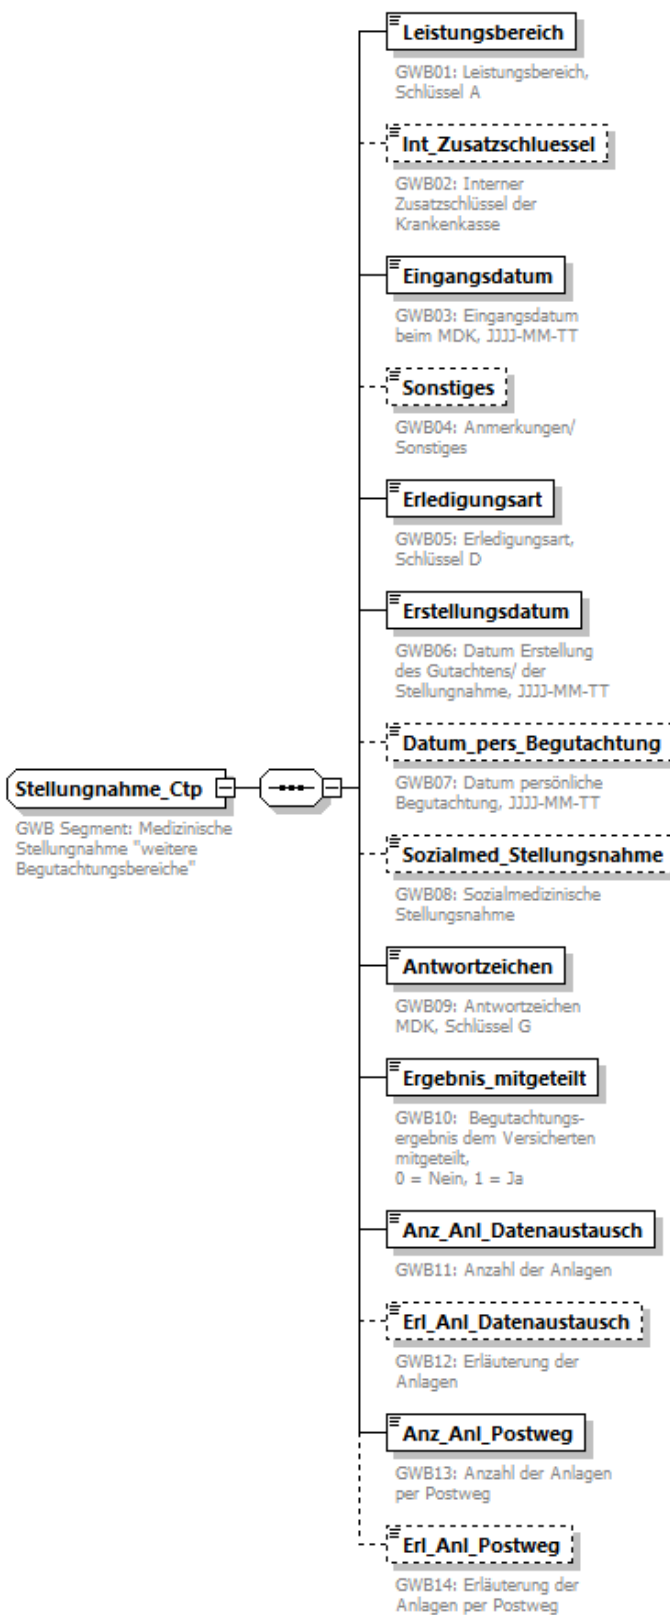 Leistungsbereich
GWB01: Leistungsbereich,
Schlüssel A
Int_Zusatzschluessel
GWB02: Interner
Zusatzschlüssel der
Krankenkasse
Eingangsdatum
GWB03: Eingangsdatum
beim MDK, JJJJ-MM-TT
Sonstiges
GWB04: Anmerkungen/
Sonstiges
Erledigungsart
GWB05: Erledigungsart,
Schlüssel D
Erstellungsdatum
GWB06: Datum Erstellung
des Gutachtens/ der
Stellungnahme, JJJJ-MM-TT
Datum_pers_Begutachtung
GWB07: Datum persönliche
Begutachtung, JJJJ-MM-TT
Stellungnahme_Ctp
GWB Segment: Medizinische
Stellungnahme "weitere
Begutachtungsbereiche"
Sozialmed_Stellungsnahme
GWB08: Sozialmedizinische
Stellungsnahme
Antwortzeichen
GWB09: Antwortzeichen
MDK, Schlüssel G
Ergebnis_mitgeteilt
GWB10:  Begutachtungs-
ergebnis dem Versicherten
mitgeteilt,
0 = Nein, 1 = Ja
Anz_Anl_Datenaustausch
GWB11: Anzahl der Anlagen
Erl_Anl_Datenaustausch
GWB12: Erläuterung der
Anlagen
Anz_Anl_Postweg
GWB13: Anzahl der Anlagen
per Postweg
Erl_Anl_Postweg
GWB14: Erläuterung der
Anlagen per Postweg